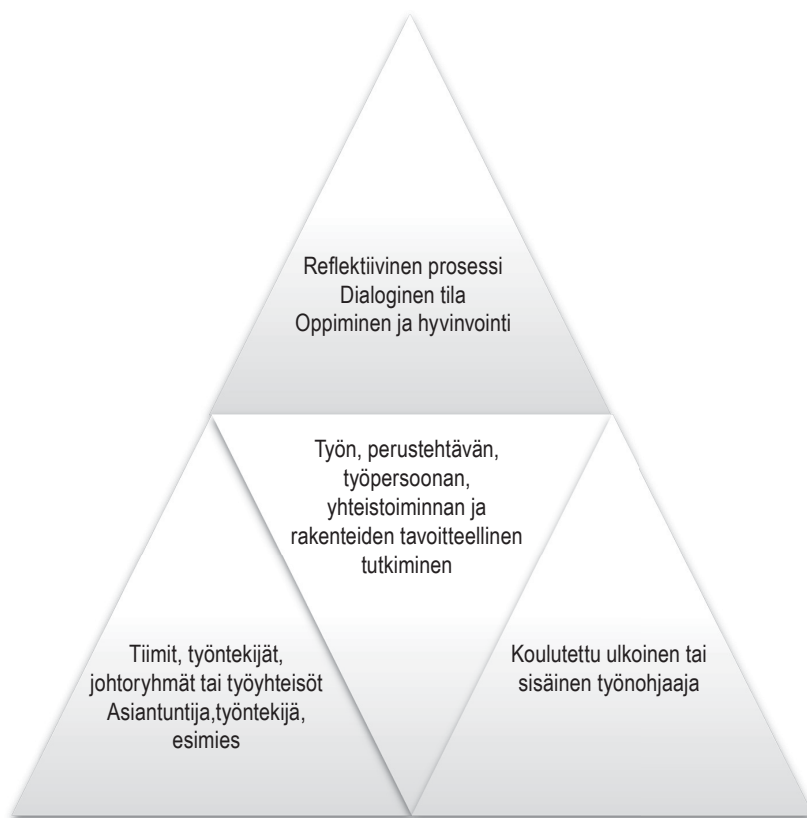 Reflektiivinen prosessi
Dialoginen tila
Oppiminen ja hyvinvointi
Työn, perustehtävän,
työpersoonan,
yhteistoiminnan ja
rakenteiden tavoitteellinen
tutkiminen
Tiimit, työntekijät,
johtoryhmät tai työyhteisöt
Asiantuntija,työntekijä,
esimies
Koulutettu ulkoinen tai
sisäinen työnohjaaja